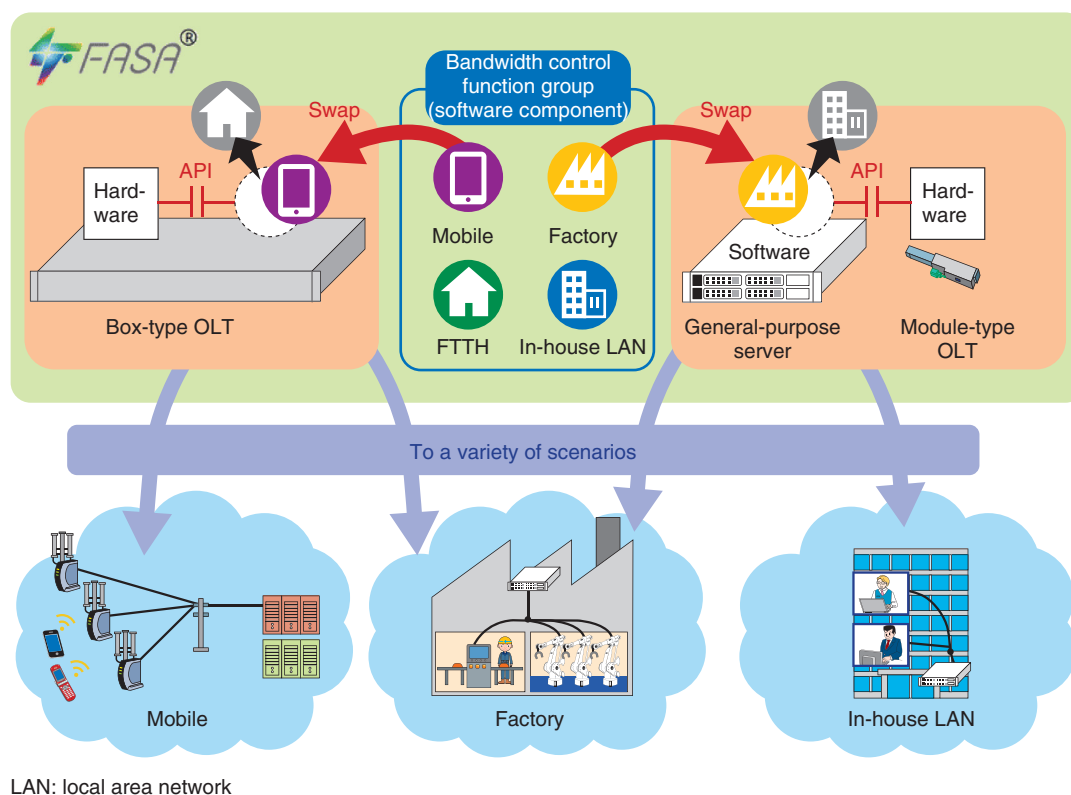 FASA®
Bandwidth control
function group
(software component)
Swap
Swap
API
API
Hard-
ware
Hard-
ware
Mobile
Factory
Software
FTTH
In-house LAN
Box-type OLT
General-purpose
server
Module-type
OLT
To a variety of scenarios
Mobile
Factory
In-house LAN
LAN: local area network